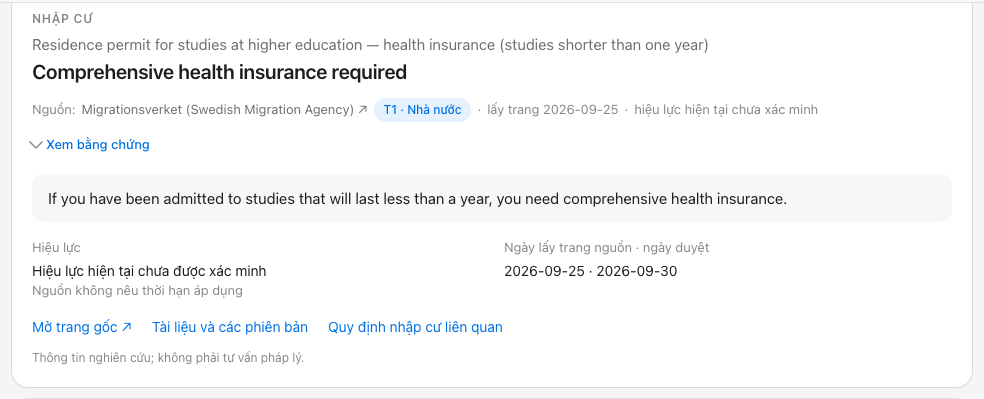 NHẬP CƯ
Residence permit for studies at higher education — health insurance (studies shorter than one year)
Comprehensive health insurance required
Nguồn: Migrationsverket (Swedish Migration Agency) ↗ T1 · Nhà nước · lấy trang 2026-09-25 · hiệu lực hiện tại chưa xác minh
Xem bằng chứng
If you have been admitted to studies that will last less than a year, you need comprehensive health insurance.
Hiệu lực
Ngày lấy trang nguồn · ngày duyệt
Hiệu lực hiện tại chưa được xác minh
2026-09-25 · 2026-09-30
Nguồn không nêu thời hạn áp dụng
Mở trang gốc ↗ Tài liệu và các phiên bản Quy định nhập cư liên quan
Thông tin nghiên cứu; không phải tư vấn pháp lý.